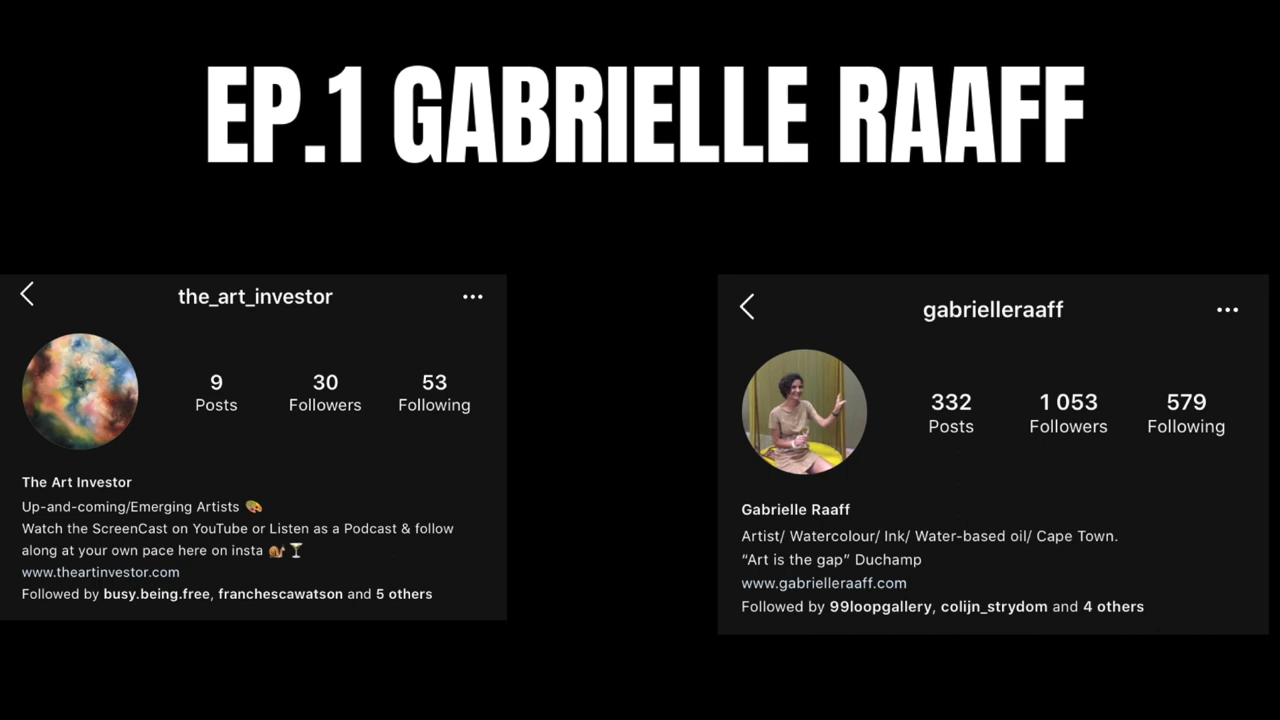 EP.1 GABRIELLE RAAFF
the_art_investor
9 30 53
Posts Followers Following
The Art Investor
Up-and-coming/Emerging Artists 🎨
Watch the ScreenCast on YouTube or Listen as a Podcast & follow
along at your own pace here on insta 🐌🍸
www.theartinvestor.com
Followed by busy.being.free, franchescawatson and 5 others
gabrielleraaff
332 1 053 579
Posts Followers Following
Gabrielle Raaff
Artist/ Watercolour/ Ink/ Water-based oil/ Cape Town.
“Art is the gap” Duchamp
www.gabrielleraaff.com
Followed by 99loopgallery, colijn_strydom and 4 others